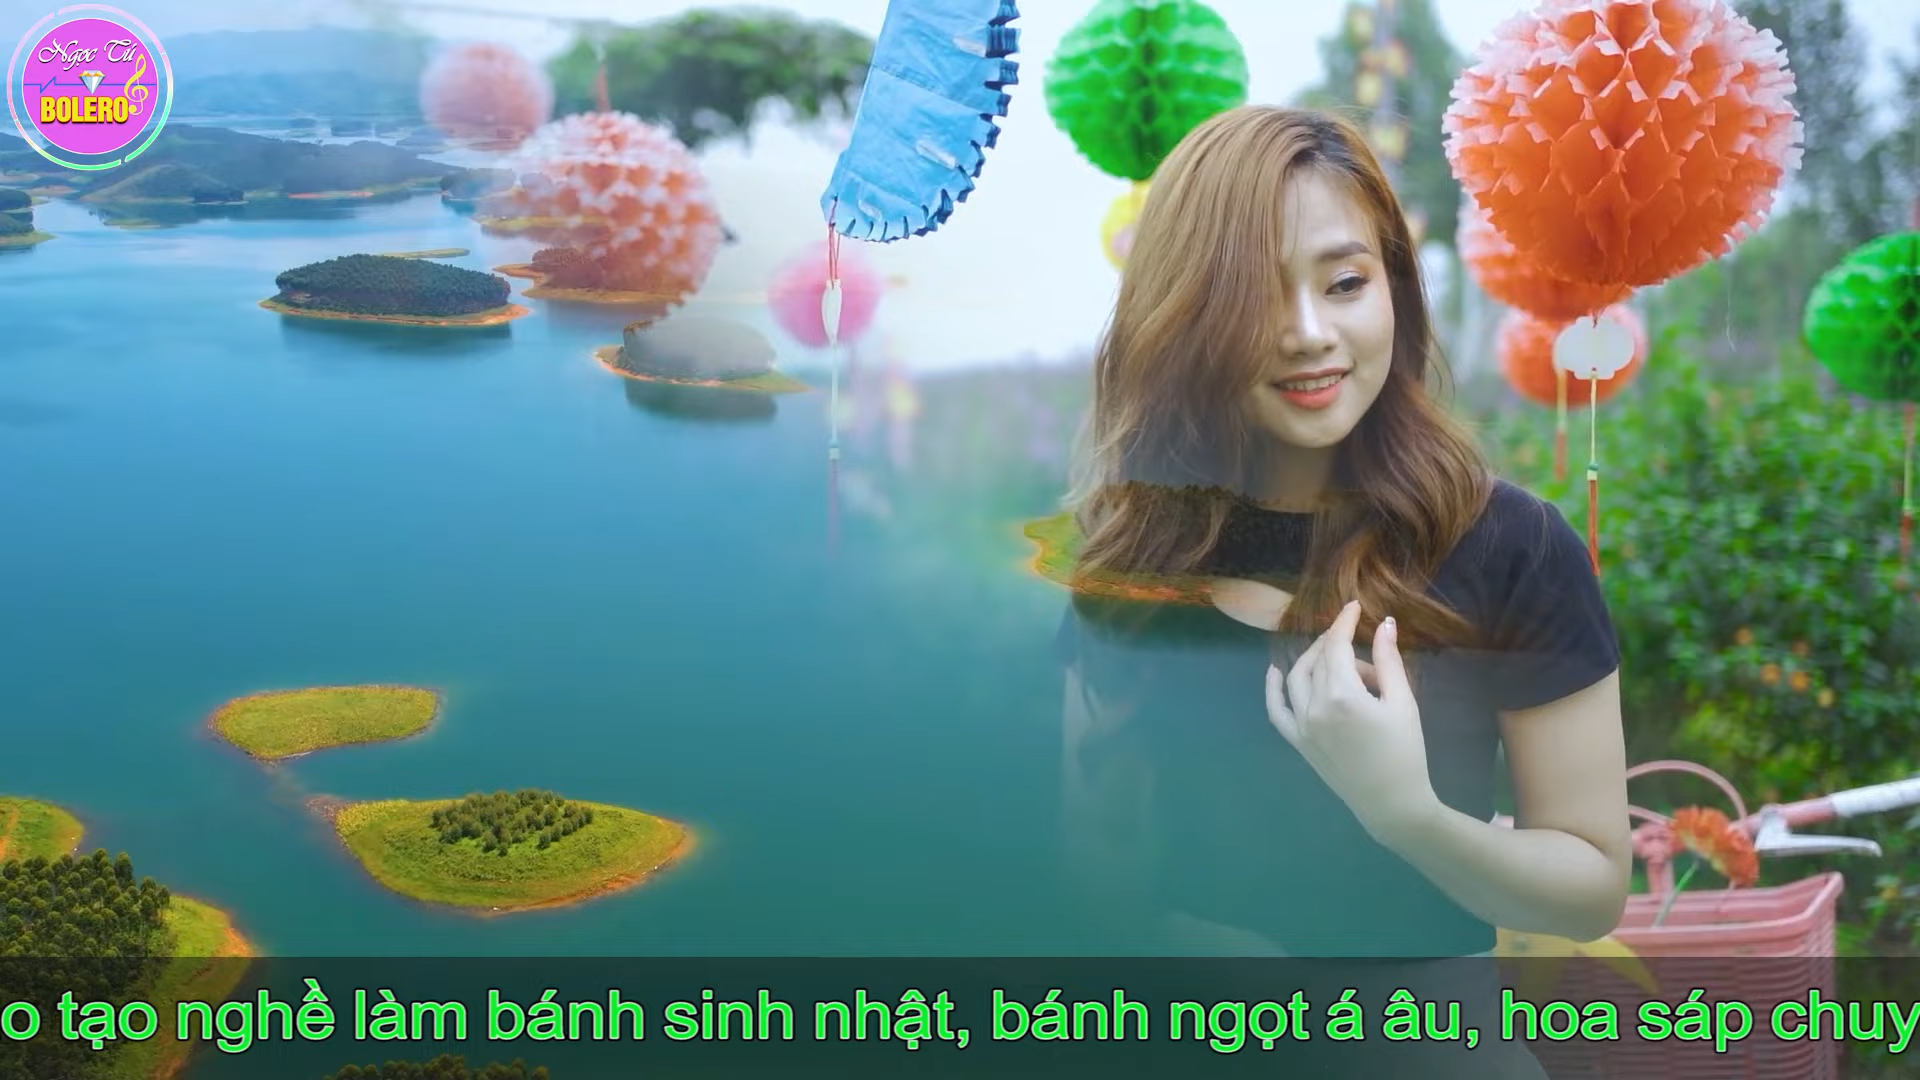 Ngọc Tú
BOLERO
o tạo nghề làm bánh sinh nhật, bánh ngọt á âu, hoa sáp chuy